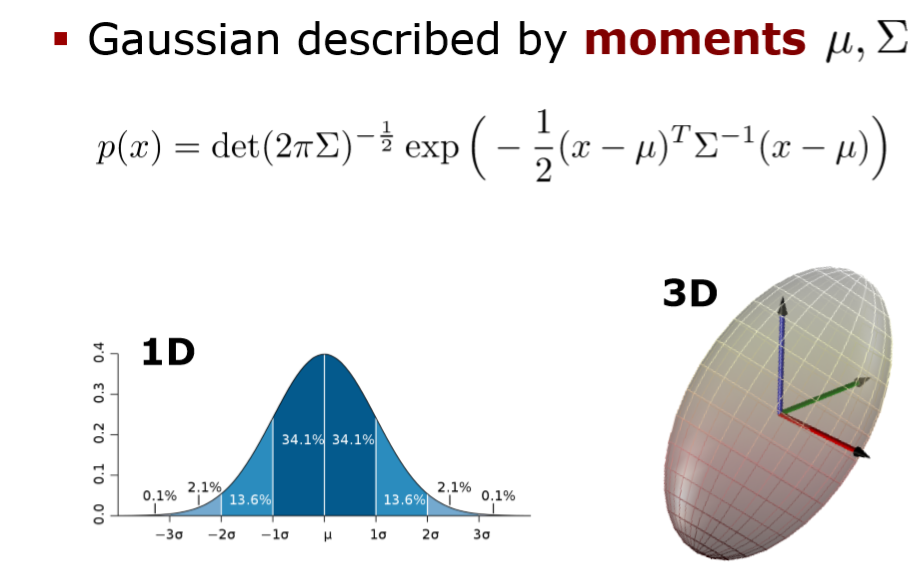 ▪ Gaussian described by moments μ, Σ
p(x) = det(2πΣ)^{-\frac{1}{2}} exp( -\frac{1}{2}(x − μ)^T Σ^{-1}(x − μ) )
3D
1D
0.4
0.3
0.2
0.1
0.0
34.1% 34.1%
0.1% 2.1% 13.6% 13.6% 2.1% 0.1%
−3σ −2σ −1σ μ 1σ 2σ 3σ